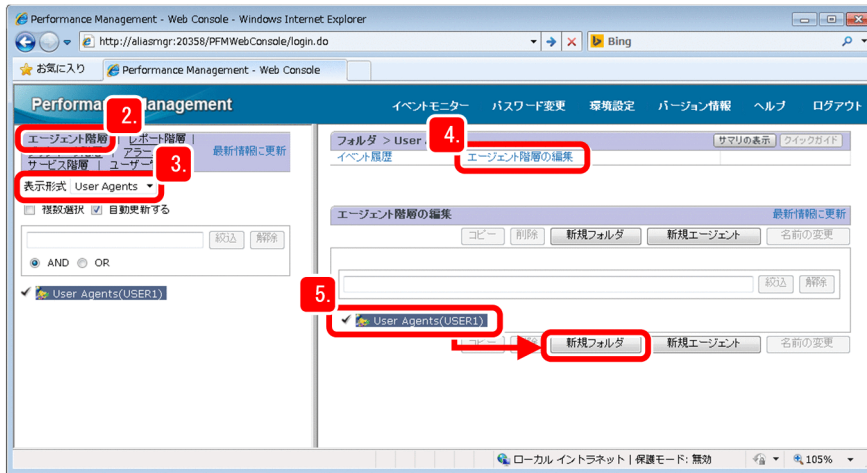 Performance Management - Web Console - Windows Internet Explorer
http://aliasmgr:20358/PFMWebConsole/login.do
Bing
お気に入り
Performance Management - Web Console
Performa
anagement
イベントモニター
パスワード変更
環境設定
バージョン情報
ヘルプ
ログアウト
2.
エージェント階層 | レポート階層 |
アラー
サービス階層 | ユーザー
最新情報に更新
3.
表示形式 User Agents
複数選択
自動更新する
絞込
解除
AND
OR
User Agents(USER1)
フォルダ > User
4.
サマリの表示
クイックガイド
イベント履歴
エージェント階層の編集
エージェント階層の編集
最新情報に更新
コピー
削除
新規フォルダ
新規エージェント
名前の変更
絞込
解除
5.
User Agents(USER1)
コピー
新規フォルダ
新規エージェント
名前の変更
ローカル イントラネット | 保護モード: 無効
105%